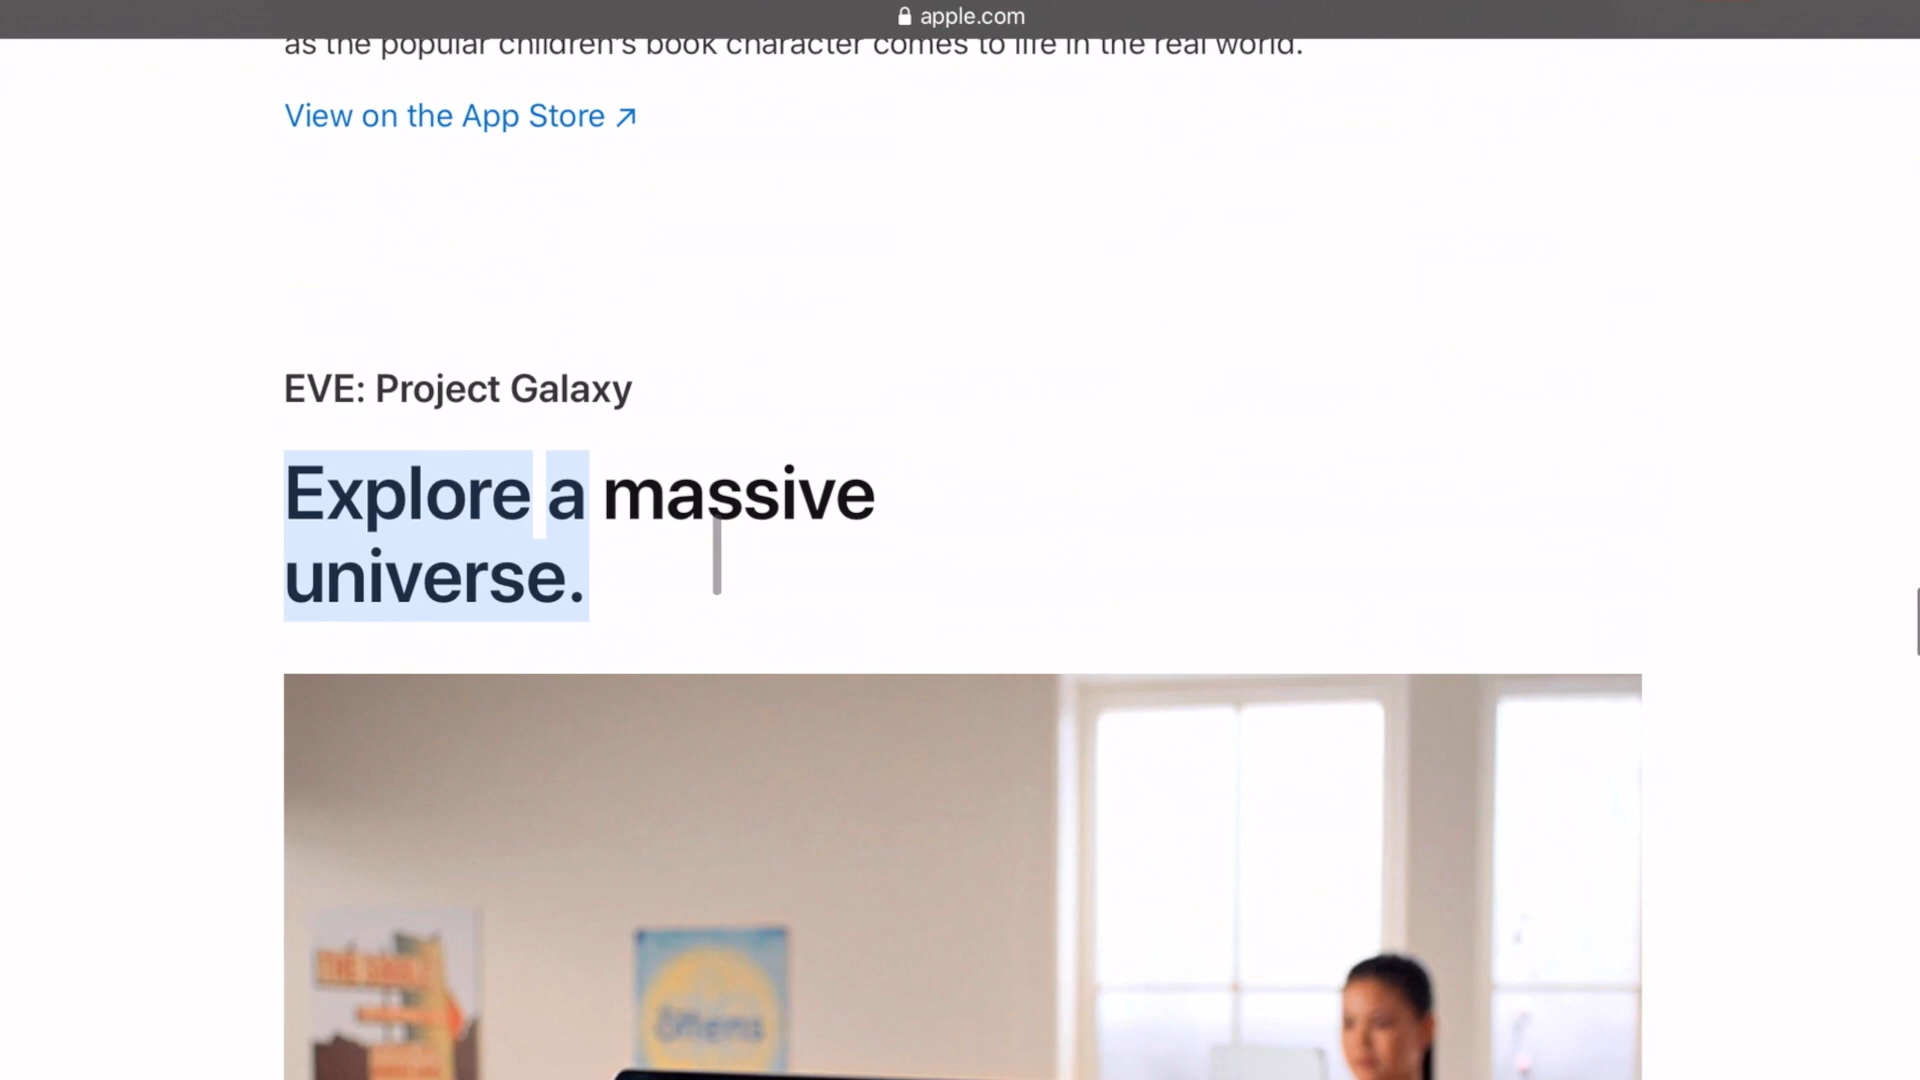 apple.com
as the popular children's book character comes to life in the real world.
View on the App Store ↗
EVE: Project Galaxy
Explore a massive
universe.